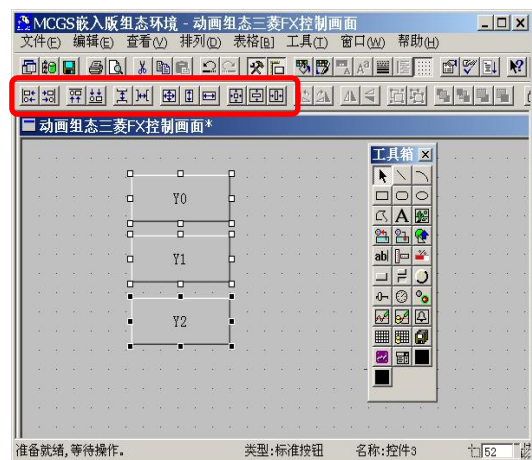 MCGS嵌入版组态环境 - 动画组态三菱FX控制画面
文件(F) 编辑(E) 查看(V) 排列(D) 表格[B] 工具(T) 窗口(W) 帮助(H)
动画组态三菱FX控制画面*
工具箱
A
ab|
Y0
Y1
Y2
准备就绪,等待操作。 类型:标准按钮 名称:控件3 52